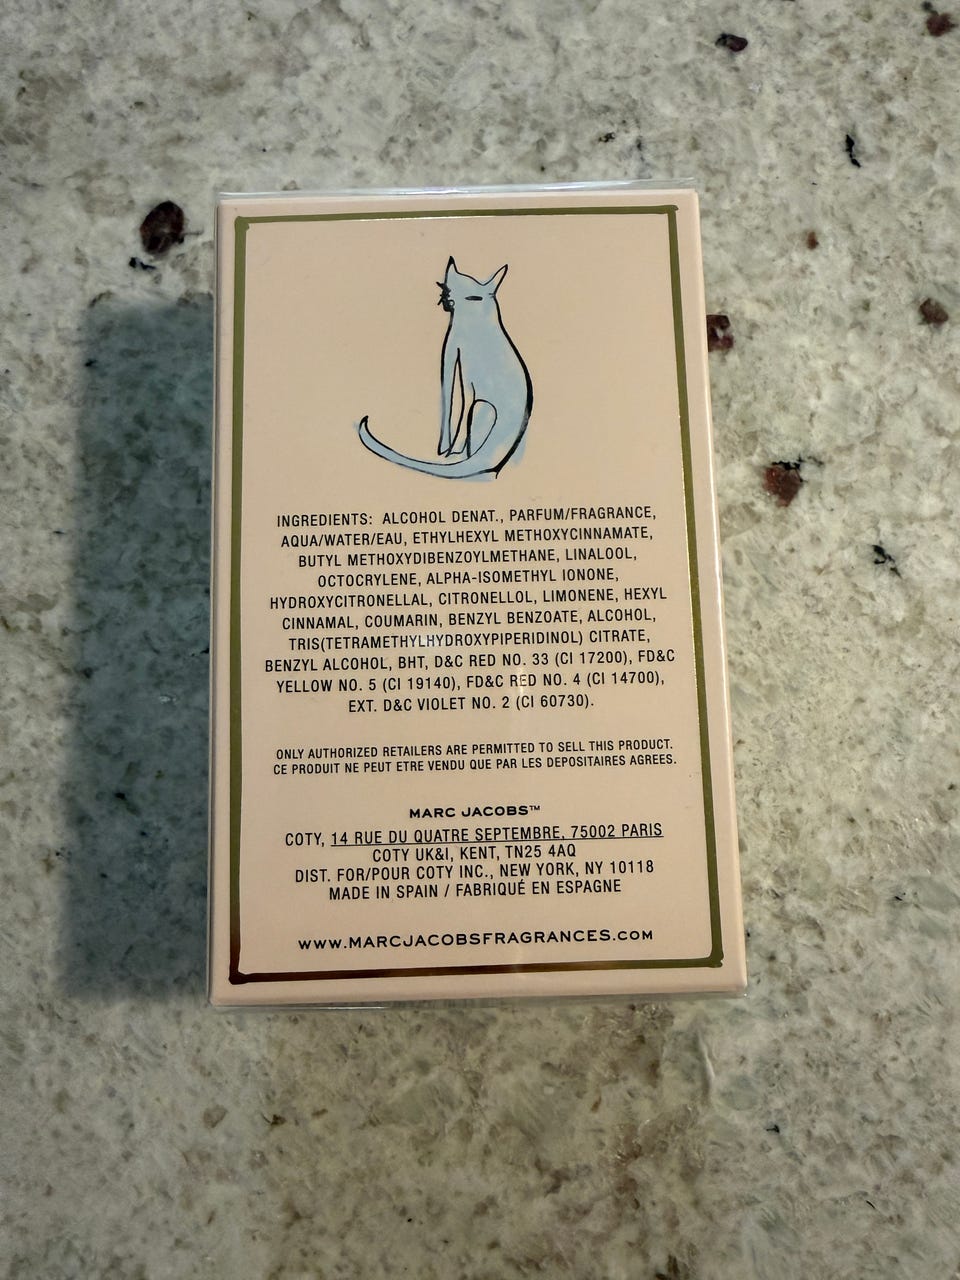 INGREDIENTS: ALCOHOL DENAT., PARFUM/FRAGRANCE,
AQUA/WATER/EAU, ETHYLHEXYL METHOXYCINNAMATE,
BUTYL METHOXYDIBENZOYLMETHANE, LINALOOL,
OCTOCRYLENE, ALPHA-ISOMETHYL IONONE,
HYDROXYCITRONELLAL, CITRONELLOL, LIMONENE, HEXYL
CINNAMAL, COUMARIN, BENZYL BENZOATE, ALCOHOL,
TRIS(TETRAMETHYLHYDROXYPIPERIDINOL) CITRATE,
BENZYL ALCOHOL, BHT, D&C RED NO. 33 (CI 17200), FD&C
YELLOW NO. 5 (CI 19140), FD&C RED NO. 4 (CI 14700),
EXT. D&C VIOLET NO. 2 (CI 60730).
ONLY AUTHORIZED RETAILERS ARE PERMITTED TO SELL THIS PRODUCT.
CE PRODUIT NE PEUT ETRE VENDU QUE PAR LES DEPOSITAIRES AGREES.
MARC JACOBS™
COTY, 14 RUE DU QUATRE SEPTEMBRE, 75002 PARIS
COTY UK&I, KENT, TN25 4AQ
DIST. FOR/POUR COTY INC., NEW YORK, NY 10118
MADE IN SPAIN / FABRIQUÉ EN ESPAGNE
WWW.MARCJACOBSFRAGRANCES.COM